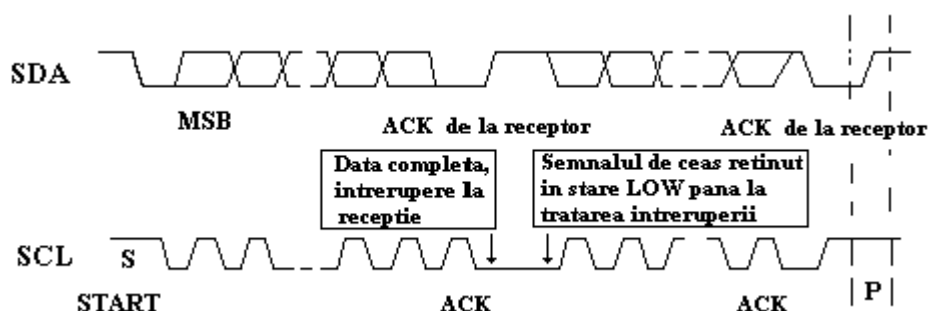 SDA
MSB
ACK de la receptor
ACK de la receptor
Data completa,
intrerupere la
receptie
Semnalul de ceas retinut
in stare LOW pana la
tratarea intreruperii
SCL
S
P
START
ACK
ACK